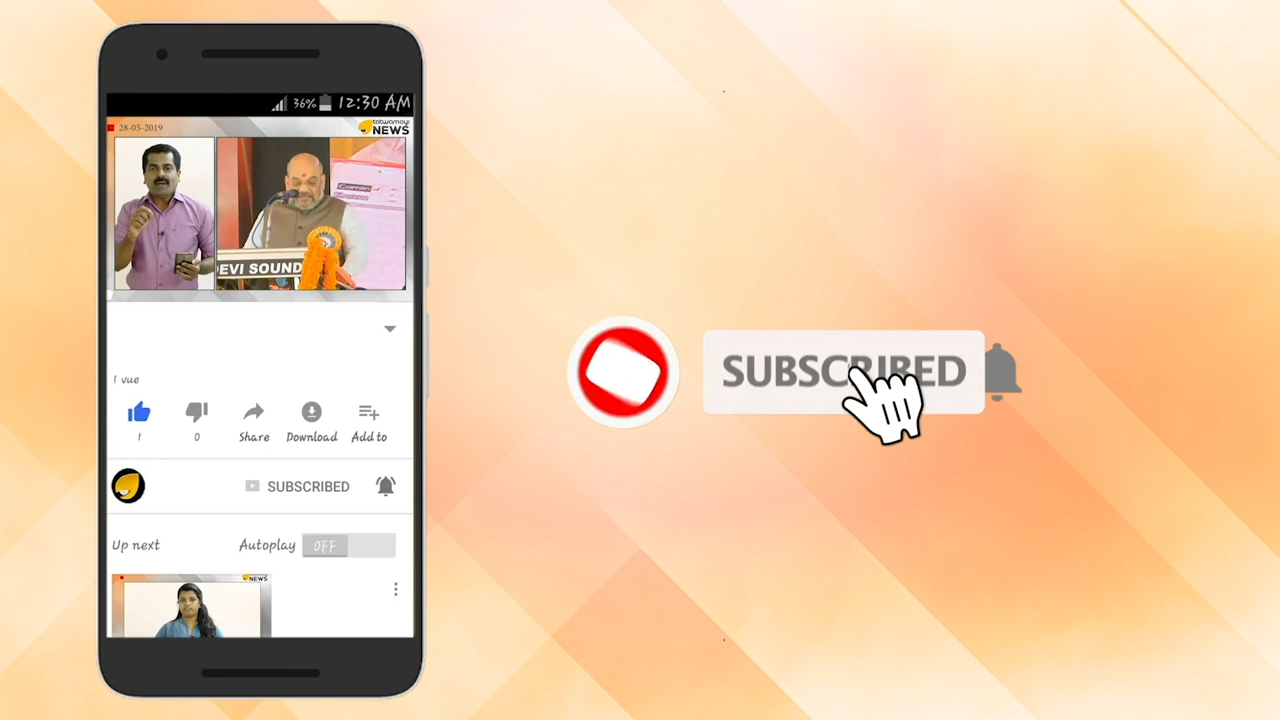 36% 12:30 AM
28-05-2019
tatwamayi
NEWS
DEVI SOUND
1 vue
1
0
Share
Download
Add to
SUBSCRIBED
Up next
Autoplay
OFF
NEWS
SUBSCRIBED